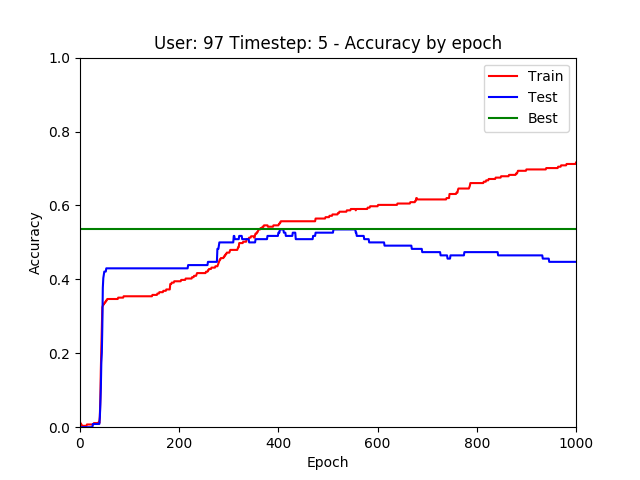 User: 97 Timestep: 5 - Accuracy by epoch
1.0
0.8
0.6
0.4
0.2
0.0
Accuracy
Train
Test
Best
0 200 400 600 800 1000
Epoch